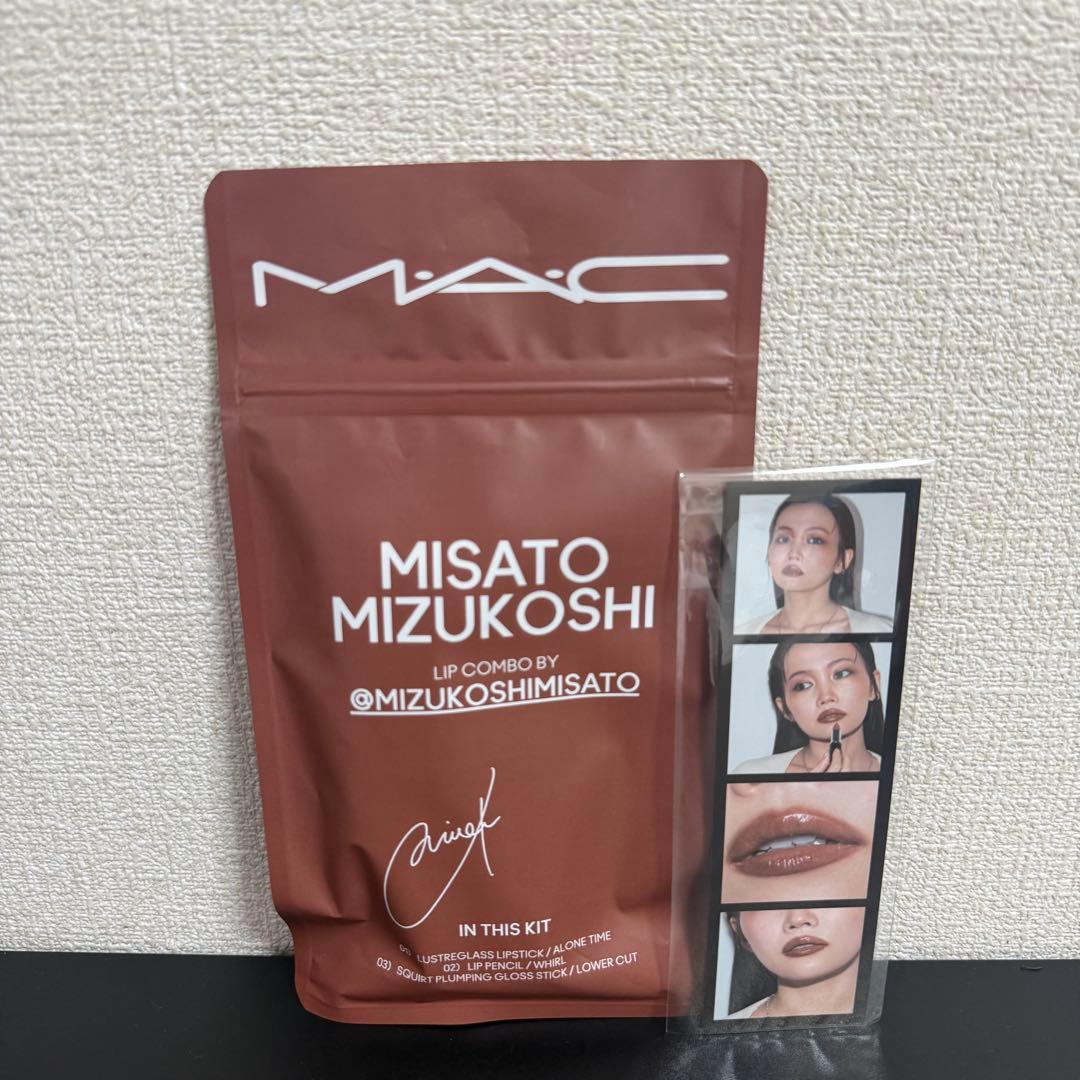 M·A·C
MISATO
MIZUKOSHI
LIP COMBO BY
@MIZUKOSHIMISATO
IN THIS KIT
01) LUSTREGLASS LIPSTICK / ALONE TIME
02) LIP PENCIL / WHIRL
03) SQUIRT PLUMPING GLOSS STICK / LOWER CUT